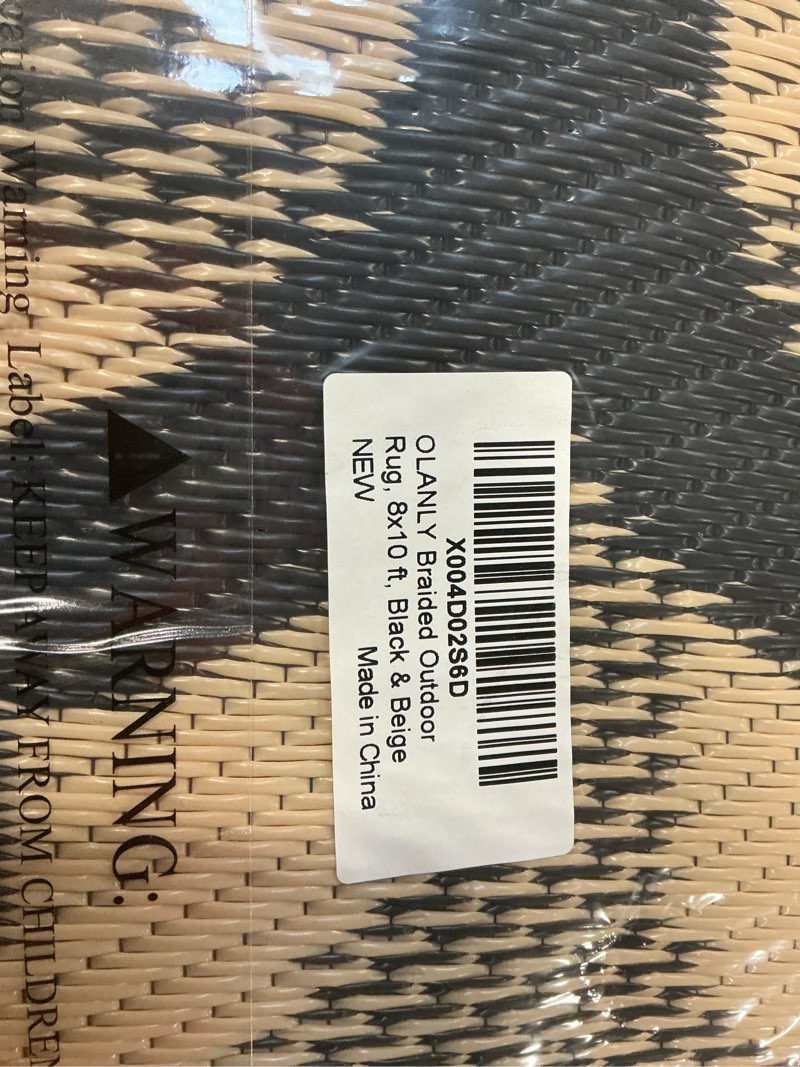 X004D02S6D
OLANLY Braided Outdoor
Rug, 8x10 ft, Black & Beige
NEW
Made in China
WARNING:
Warning Label: KEEP AWAY FROM CHILDREN